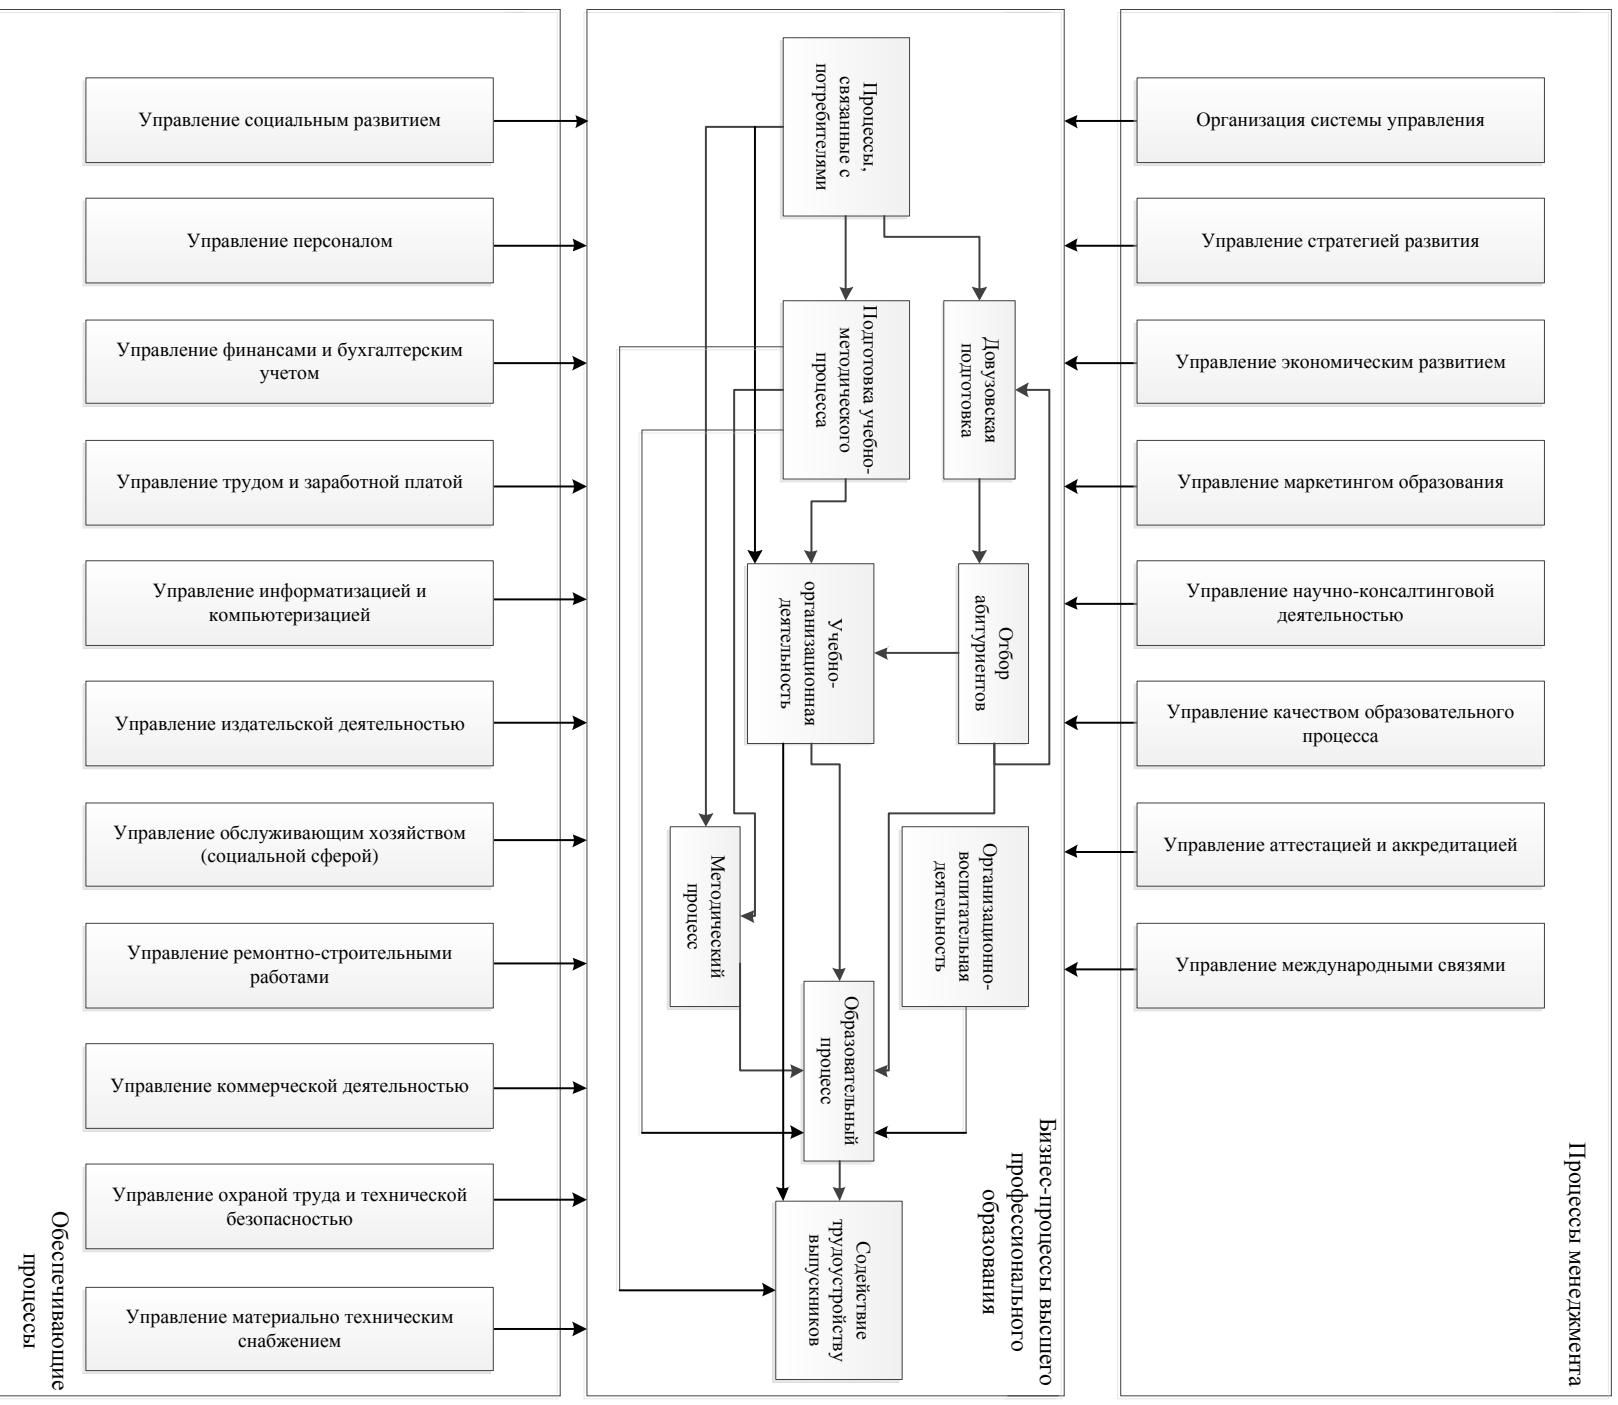 Управление социальным развитием
Управление персоналом
Управление финансами и бухгалтерским
учетом
Управление трудом и заработной платой
Управление информатизацией и
компьютеризацией
Управление издательской деятельностью
Управление обслуживающим хозяйством
(социальной сферой)
Управление ремонтно-строительными
работами
Управление коммерческой деятельностью
Управление охраной труда и технической
безопасностью
Управление материально техническим
снабжением
Обеспечивающие
процессы
Процессы,
связанные с
потребителями
Подготовка учебно-
методического
процесса
Довузовская
подготовка
Учебно-
организационная
деятельность
Отбор
абитуриентов
Методический
процесс
Организационно-
воспитательная
деятельность
Образовательный
процесс
Содействие
трудоустройству
выпускников
Бизнес-процессы высшего
профессионального
образования
Организация системы управления
Управление стратегией развития
Управление экономическим развитием
Управление маркетингом образования
Управление научно-консалтинговой
деятельностью
Управление качеством образовательного
процесса
Управление аттестацией и аккредитацией
Управление международными связями
Процессы менеджмента